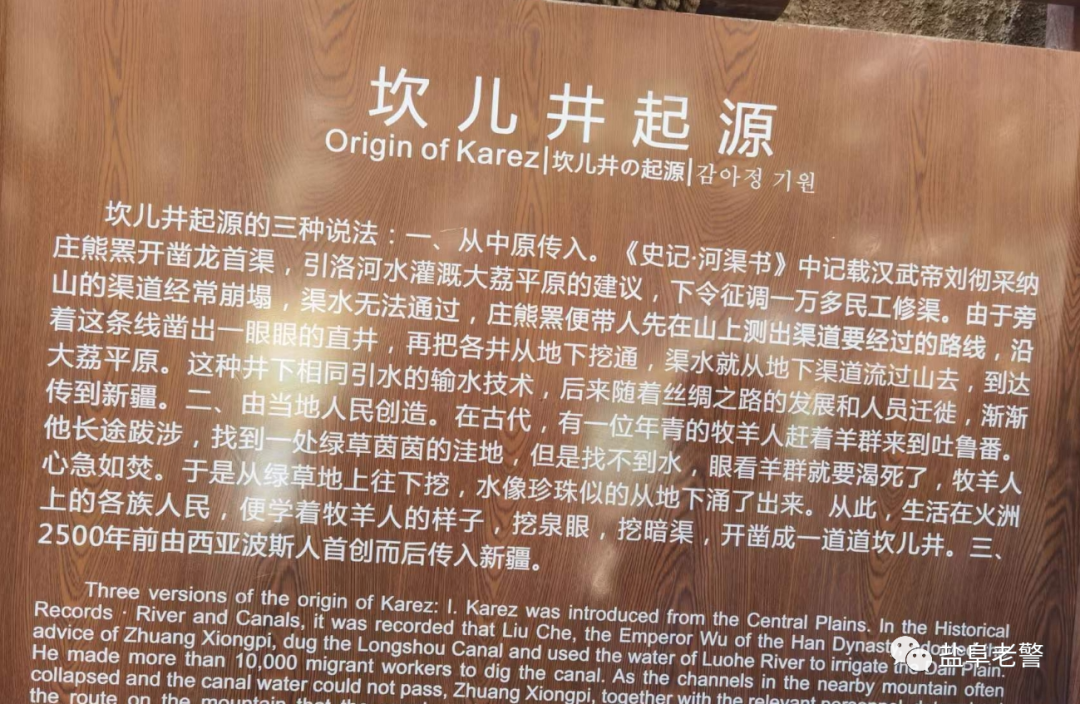 坎儿井起源
Origin of Karez|坎儿井の起源|감아정 기원
坎儿井起源的三种说法：一、从中原传入。《史记·河渠书》中记载汉武帝刘彻采纳
庄熊罴开凿龙首渠，引洛河水灌溉大荔平原的建议，下令征调一万多民工修渠。由于旁
山的渠道经常崩塌，渠水无法通过，庄熊罴便带人先在山上测出渠道要经过的路线，沿
着这条线凿出一眼眼的直井，再把各井从地下挖通，渠水就从地下渠道流过山去，到达
大荔平原。这种井下相同引水的输水技术，后来随着丝绸之路的发展和人员迁徙，渐渐
传到新疆。二、由当地人民创造。在古代，有一位年青的牧羊人赶着羊群来到吐鲁番。
他长途跋涉，找到一处绿草茵茵的洼地，但是找不到水，眼看羊群就要渴死了，牧羊人
心急如焚。于是从绿草地上往下挖，水像珍珠似的从地下涌了出来。从此，生活在火洲
上的各族人民，便学着牧羊人的样子，挖泉眼，挖暗渠，开凿成一道道坎儿井。三、
2500年前由西亚波斯人首创而后传入新疆。
Three versions of the origin of Karez: I. Karez was introduced from the Central Plains. In the Historical
Records · River and Canals, it was recorded that Liu Che, the Emperor Wu of the Han Dynasty
advice of Zhuang Xiongpi, dug the Longshou Canal and used the water of Luohe River to irrigate the Dali Plain.
He made more than 10,000 migrant workers to dig the canal. As the channels in the nearby mountain often
collapsed and the canal water could not pass, Zhuang Xiongpi, together with the relevant personnel
the route on the mountain that the
盐阜老警